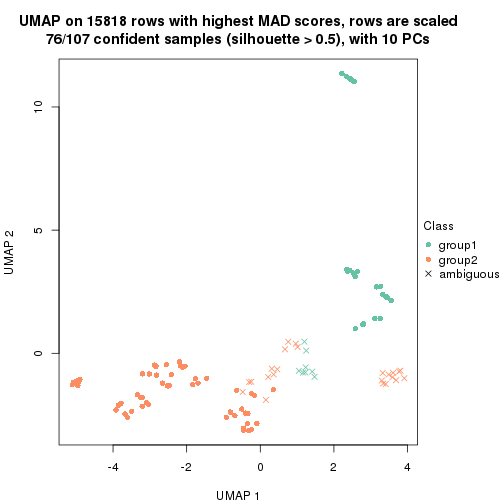 UMAP on 15818 rows with highest MAD scores, rows are scaled
76/107 confident samples (silhouette > 0.5), with 10 PCs
10
5
0
UMAP 2
-4
-2
0
2
4
UMAP 1
Class
group1
group2
ambiguous